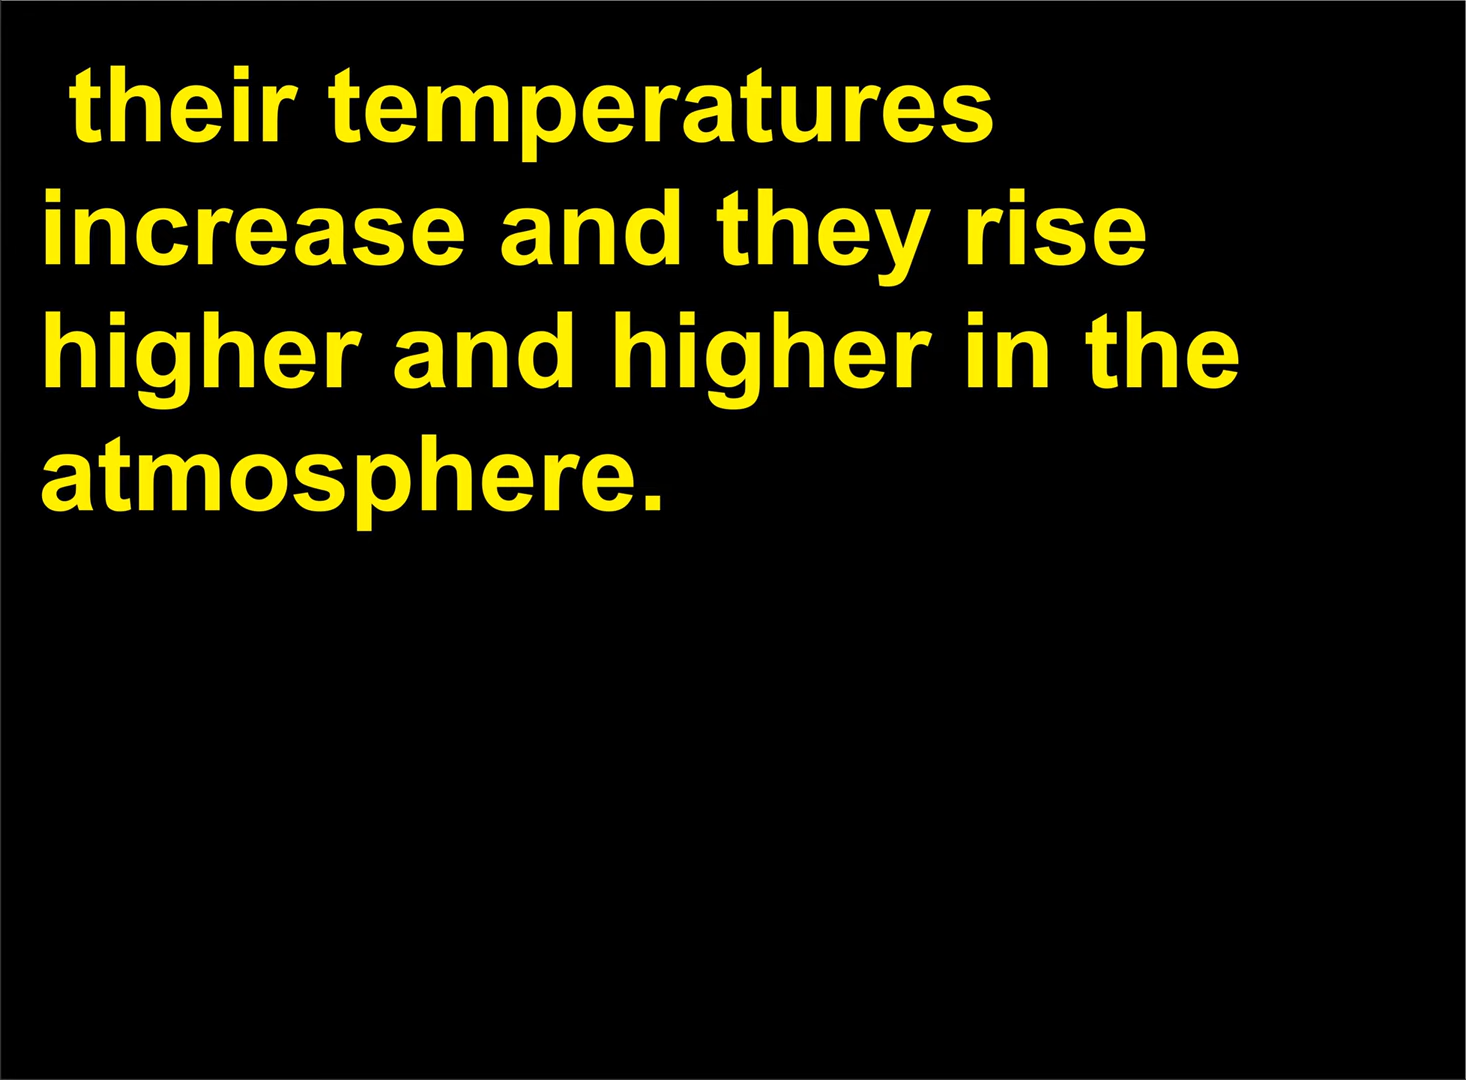 their temperatures
increase and they rise
higher and higher in the
atmosphere.